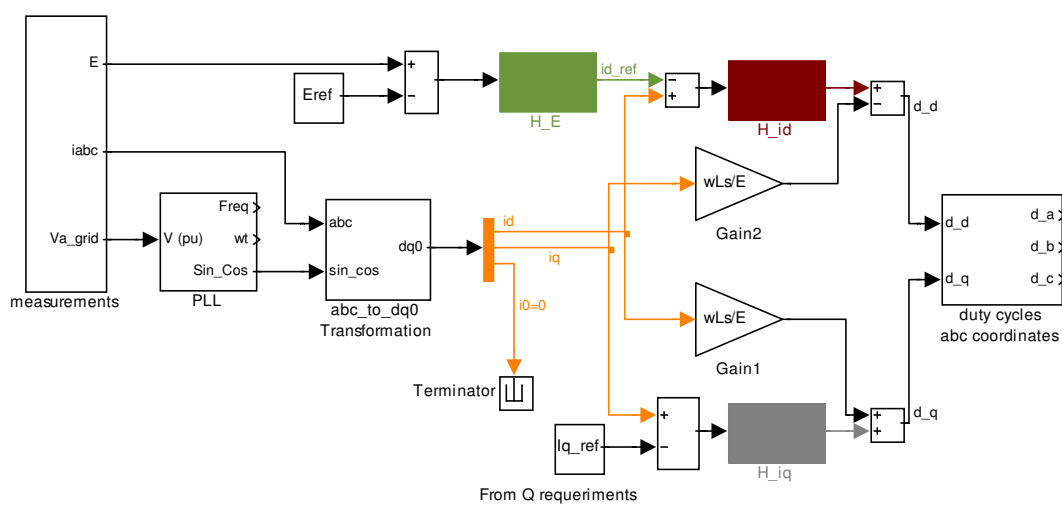 E
iabc
Va_grid
measurements
Eref
+
−
Freq
V (pu)
wt
Sin_Cos
PLL
abc
dq0
sin_cos
abc_to_dq0
Transformation
id
iq
i0=0
Terminator
H_E
id_ref
−
+
H_id
+
−
d_d
wLs/E
Gain2
wLs/E
Gain1
Iq_ref
From Q requeriments
+
−
H_iq
+
+
d_q
d_d
d_q
d_a
d_b
d_c
duty cycles
abc coordinates